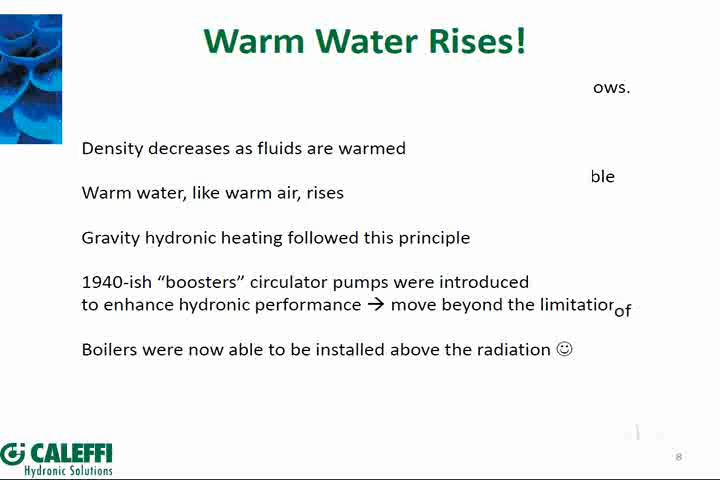 Warm Water Rises!
ows.
Density decreases as fluids are warmed
ble
Warm water, like warm air, rises
Gravity hydronic heating followed this principle
1940-ish “boosters” circulator pumps were introduced
to enhance hydronic performance → move beyond the limitation of
Boilers were now able to be installed above the radiation ☺
CALEFFI
Hydronic Solutions
8